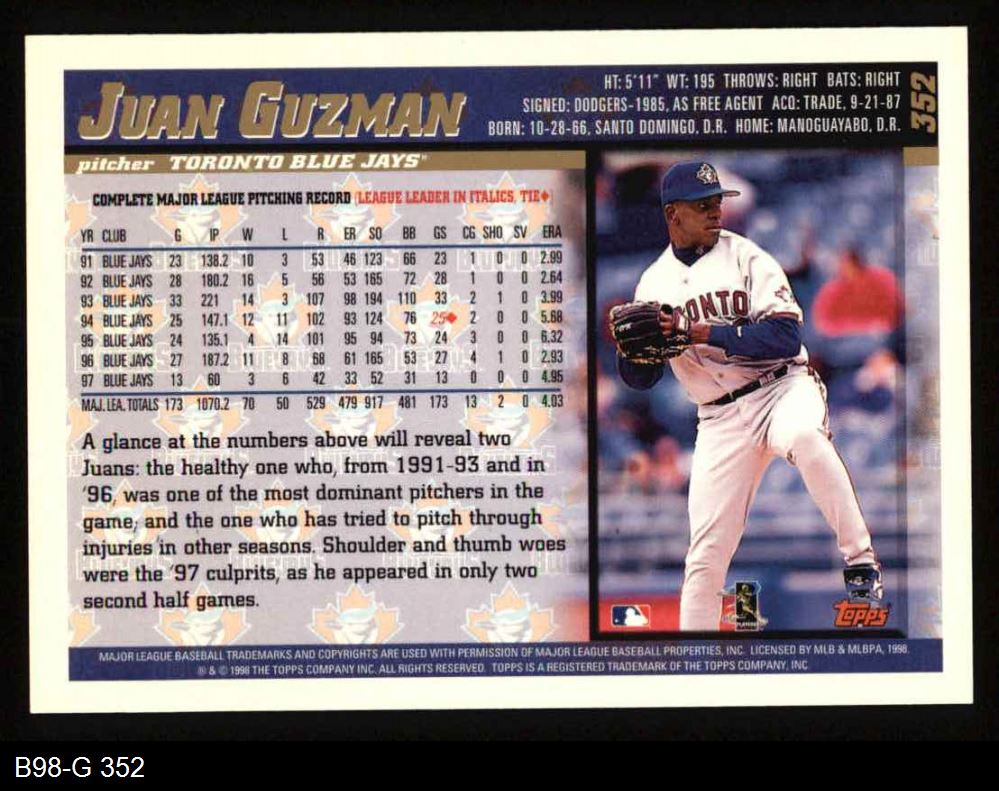 JUAN GUZMAN
HT: 5'11" WT: 195 THROWS: RIGHT BATS: RIGHT
SIGNED: DODGERS-1985, AS FREE AGENT ACQ: TRADE, 9-21-87
BORN: 10-28-66, SANTO DOMINGO, D.R. HOME: MANOGUAYABO, D.R.
352
pitcher TORONTO BLUE JAYS
COMPLETE MAJOR LEAGUE PITCHING RECORD (LEAGUE LEADER IN ITALICS, TIE♦)
YR CLUB G IP W L R ER SO BB GS CG SHO SV ERA
91 BLUE JAYS 23 138.2 10 3 53 46 123 66 23 1 0 0 2.99
92 BLUE JAYS 28 180.2 16 5 56 53 165 72 28 1 0 0 2.64
93 BLUE JAYS 33 221 14 3 107 98 194 110 33 2 1 0 3.99
94 BLUE JAYS 25 147.1 12 11 102 93 124 76 25♦ 2 0 0 5.68
95 BLUE JAYS 24 135.1 4 14 101 95 94 73 24 3 0 0 6.32
96 BLUE JAYS 27 187.2 11 8 68 61 165 53 27 4 1 0 2.93
97 BLUE JAYS 13 60 3 6 42 33 52 31 13 0 0 0 4.95
MAJ. LEA. TOTALS 173 1070.2 70 50 529 479 917 481 173 13 2 0 4.03
A glance at the numbers above will reveal two
Juans: the healthy one who, from 1991-93 and in
'96, was one of the most dominant pitchers in the
game, and the one who has tried to pitch through
injuries in other seasons. Shoulder and thumb woes
were the '97 culprits, as he appeared in only two
second half games.
RONTO
Topps
MAJOR LEAGUE BASEBALL TRADEMARKS AND COPYRIGHTS ARE USED WITH PERMISSION OF MAJOR LEAGUE BASEBALL PROPERTIES, INC. LICENSED BY MLB & MLBPA, 1998.
® & © 1998 THE TOPPS COMPANY INC. ALL RIGHTS RESERVED. TOPPS IS A REGISTERED TRADEMARK OF THE TOPPS COMPANY, INC.
B98-G 352